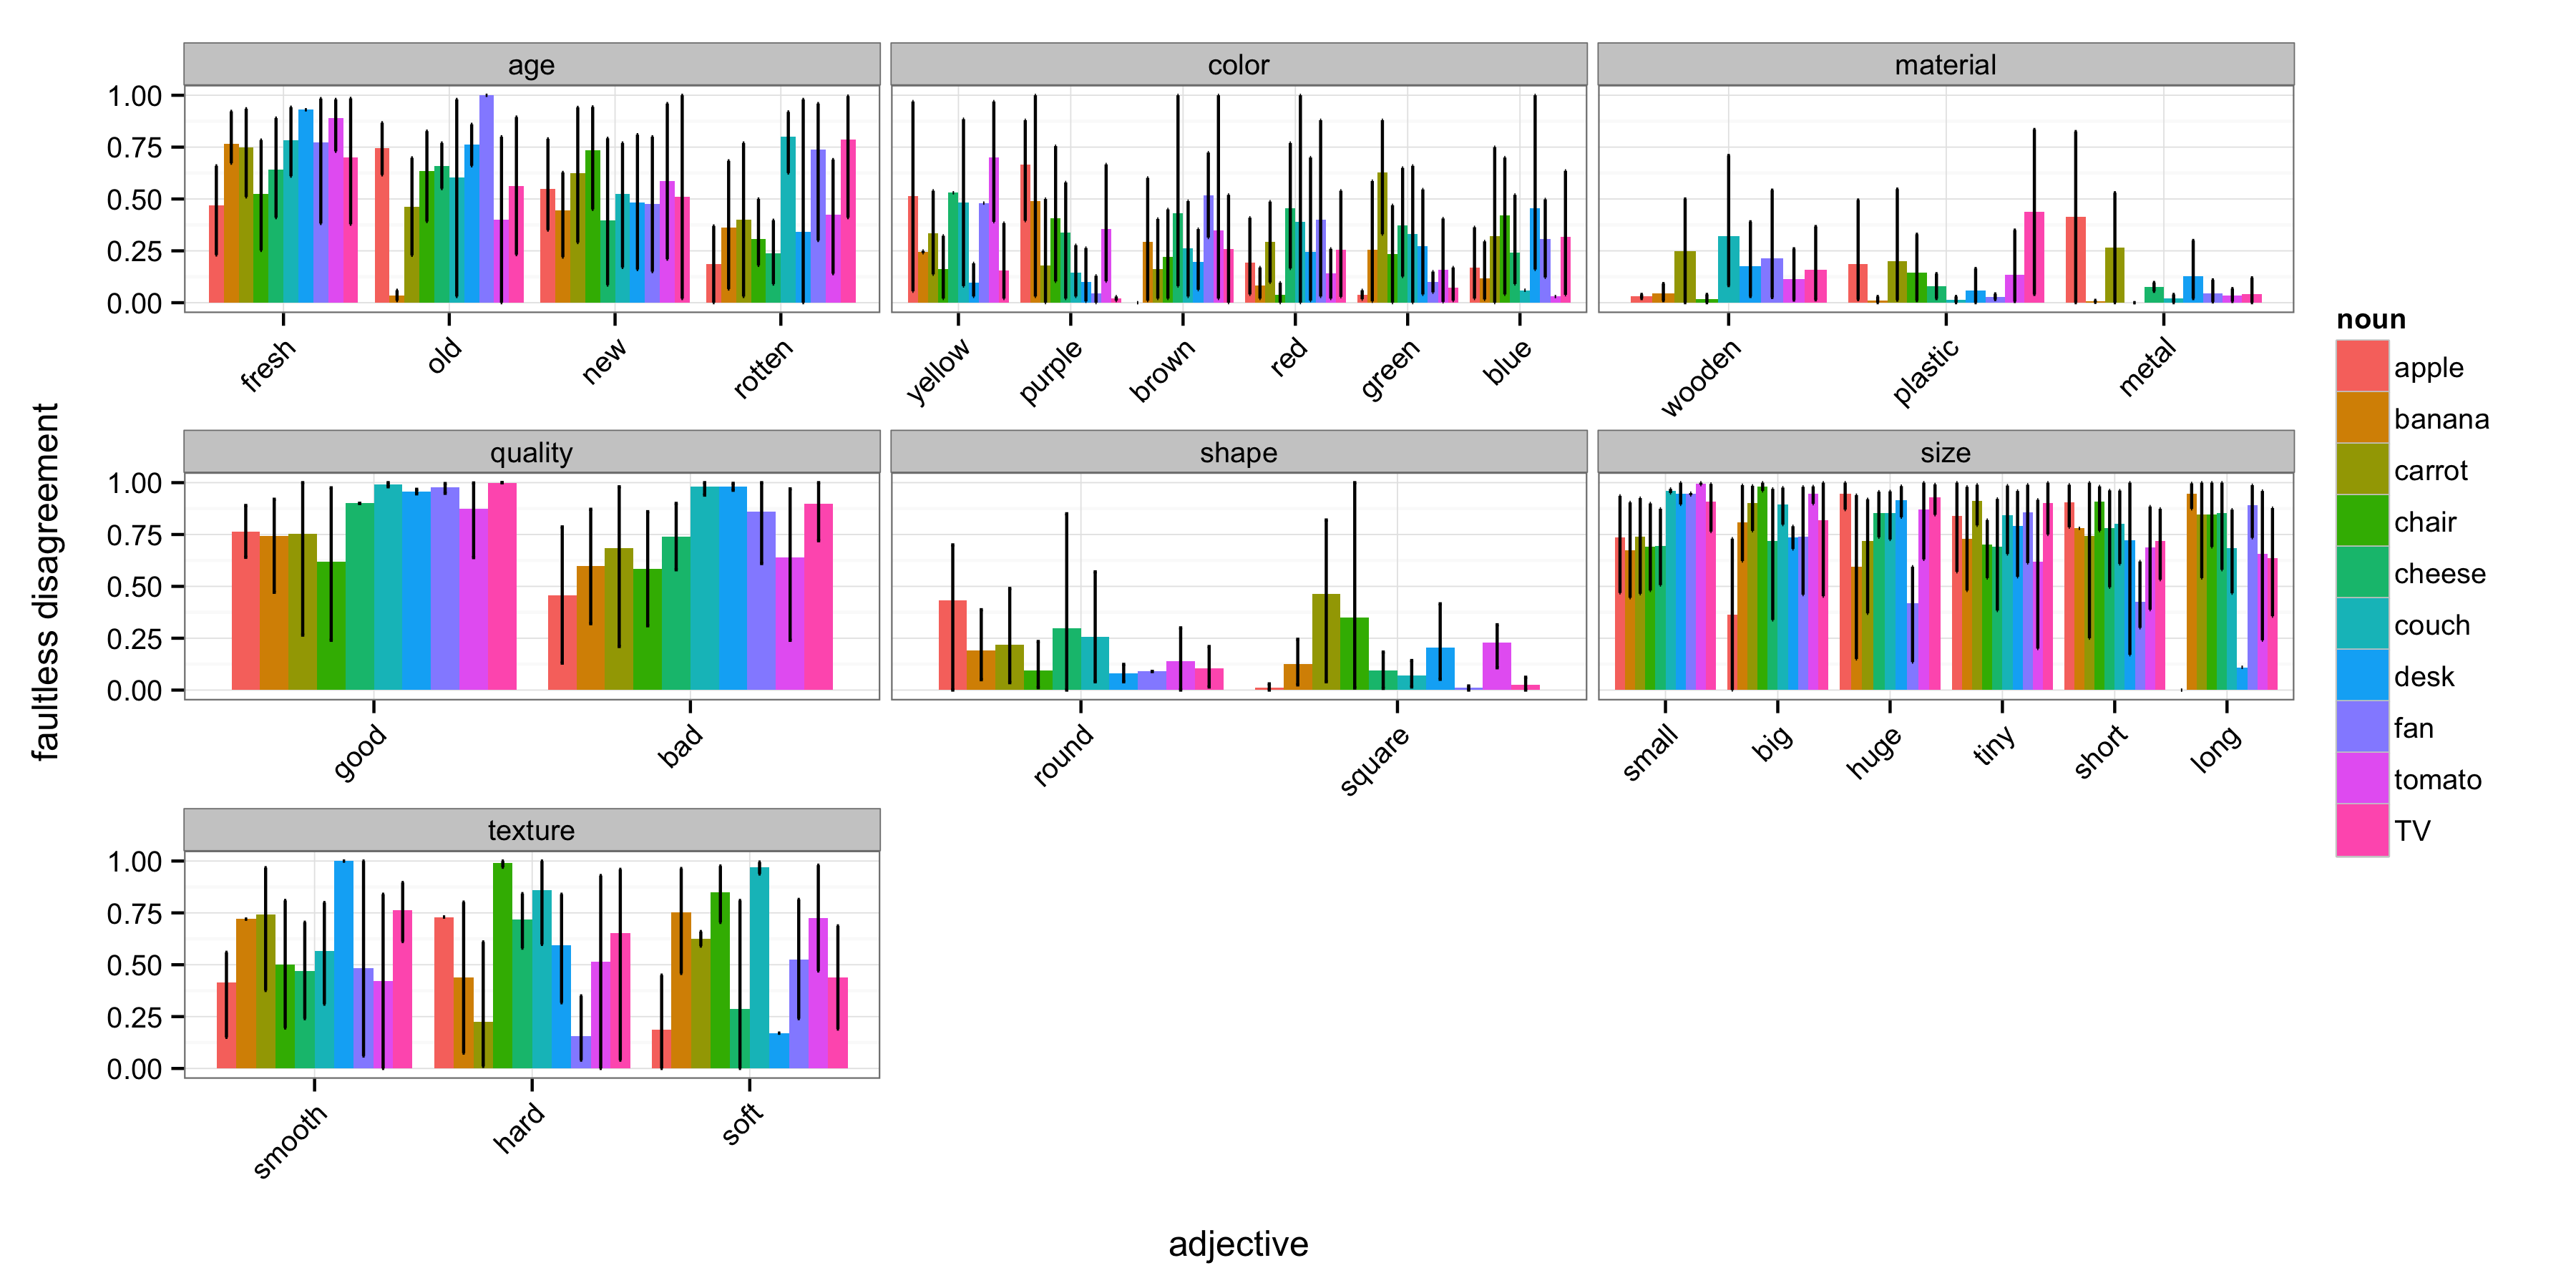 age
color
material
1.00
0.75
0.50
0.25
0.00
fresh
old
new
rotten
yellow
purple
brown
red
green
blue
wooden
plastic
metal
quality
shape
size
1.00
0.75
0.50
0.25
0.00
good
bad
round
square
small
big
huge
tiny
short
long
texture
1.00
0.75
0.50
0.25
0.00
smooth
hard
soft
faultless disagreement
adjective
noun
apple
banana
carrot
chair
cheese
couch
desk
fan
tomato
TV